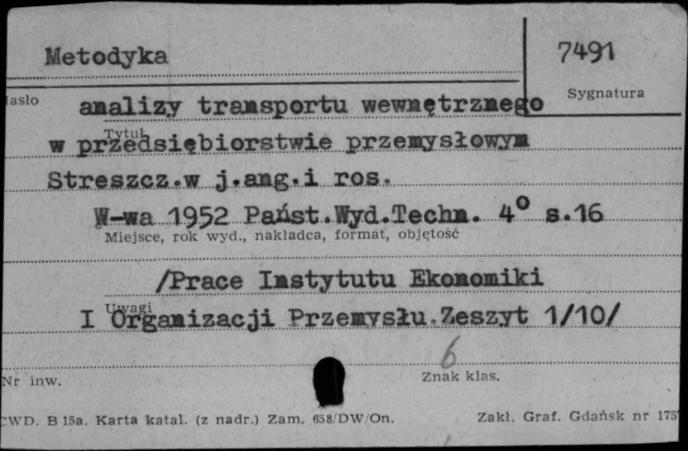 Metodyka
7491
Hasło
Sygnatura
analizy transportu wewnętrznego
Tytuł
w przedsiębiorstwie przemysłowym
Streszcz.w j.ang.i ros.
W-wa 1952 Państ.Wyd.Techn. 4° s.16
Miejsce, rok wyd., nakładca, format, objętość
/Prace Instytutu Ekonomiki
Uwagi
I Organizacji Przemysłu.Zeszyt 1/10/
6
Nr inw.
Znak klas.
CWD. B 15a. Karta katal. (z nadr.) Zam. 658/DW/On.
Zakł. Graf. Gdańsk nr 175